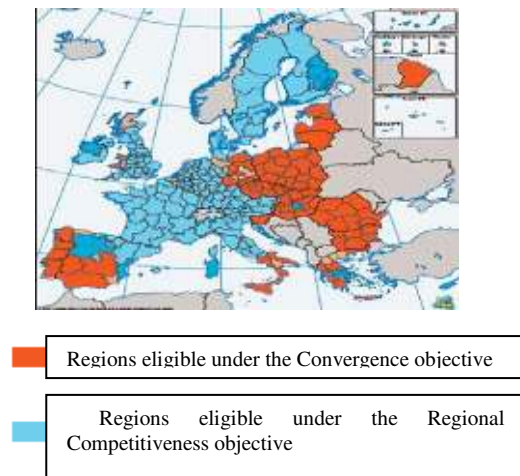 Regions eligible under the Convergence objective
Regions eligible under the Regional
Competitiveness objective